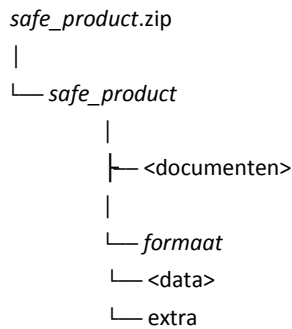 safe_product.zip
|
└── safe_product
|
├── <documenten>
|
└── formaat
└── <data>
└── extra